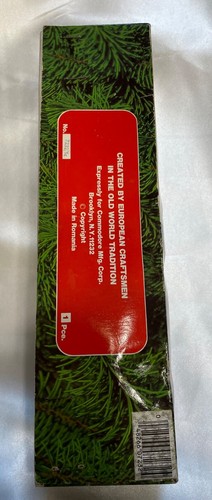 CREATED BY EUROPEAN CRAFTSMEN
IN THE OLD WORLD TRADITION
Expressly for Commodore Mfg. Corp.
Brooklyn, N.Y. 11232
© Copyright
Made in Romania
No.
1 Pce.